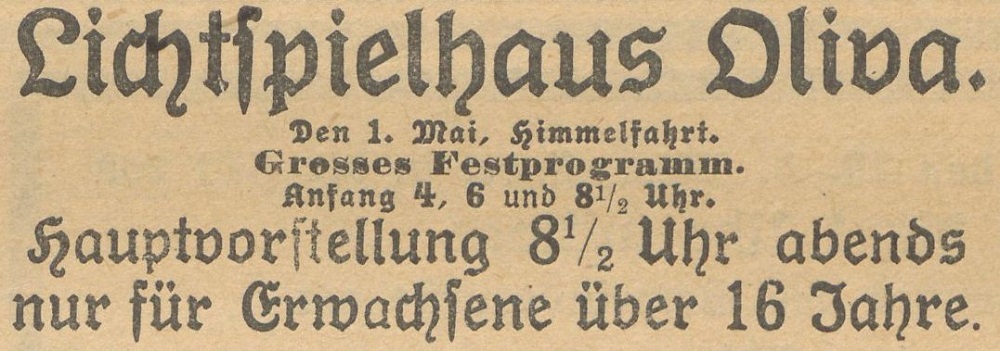 Lichtſpielhaus Oliva.
Den 1. Mai, Himmelfahrt.
Grosses Festprogramm.
Anfang 4, 6 und 8½ Uhr.
Hauptvorſtellung 8½ Uhr abends
nur für Erwachſene über 16 Jahre.